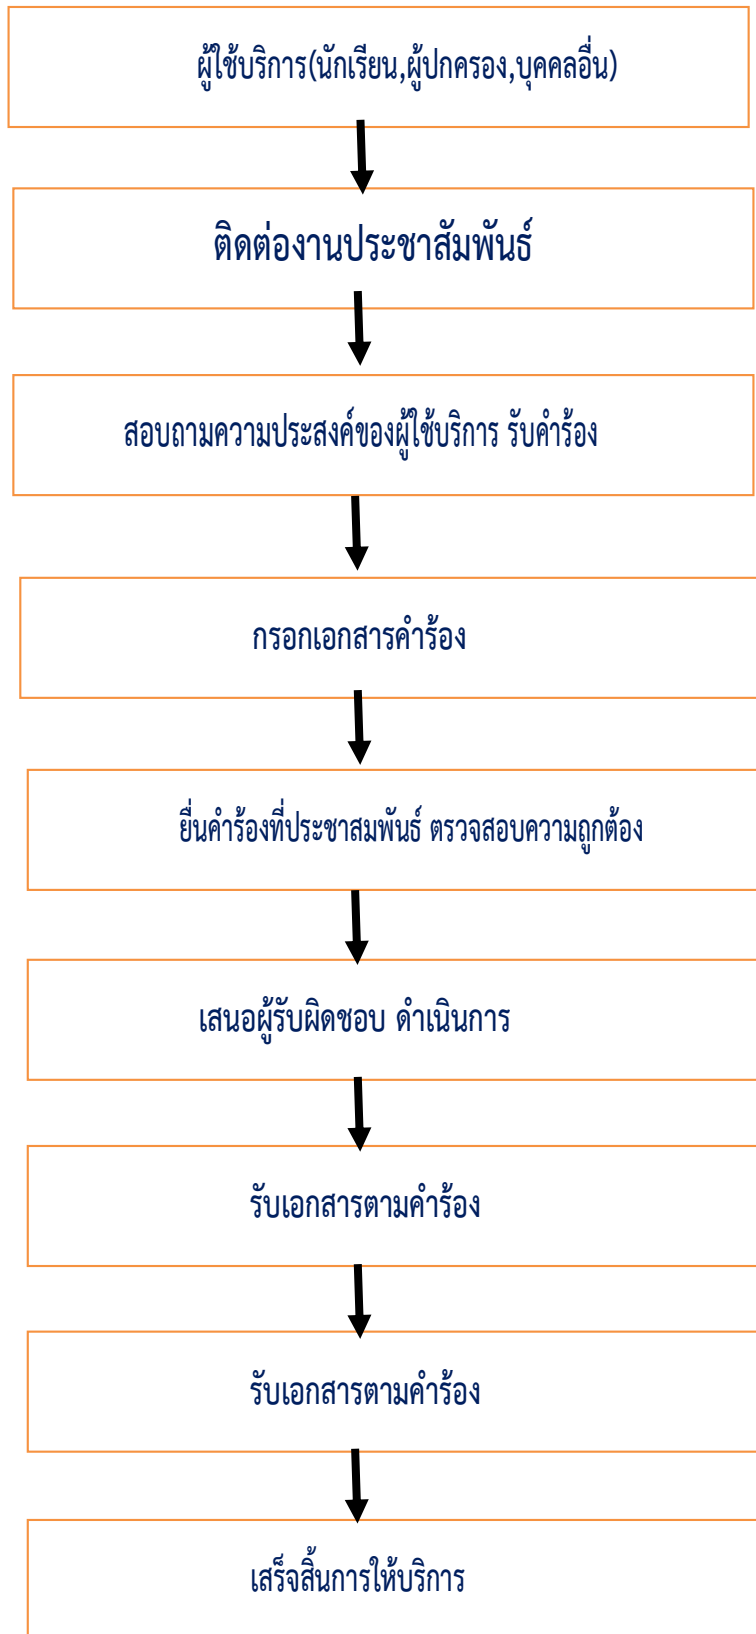 ผู้ใช้บริการ(นักเรียน,ผู้ปกครอง,บุคคลอื่น)
ติดต่องานประชาสัมพันธ์
สอบถามความประสงค์ของผู้ใช้บริการ รับคำร้อง
กรอกเอกสารคำร้อง
ยื่นคำร้องที่ประชาสมพันธ์ ตรวจสอบความถูกต้อง
เสนอผู้รับผิดชอบ ดำเนินการ
รับเอกสารตามคำร้อง
รับเอกสารตามคำร้อง
เสร็จสิ้นการให้บริการ